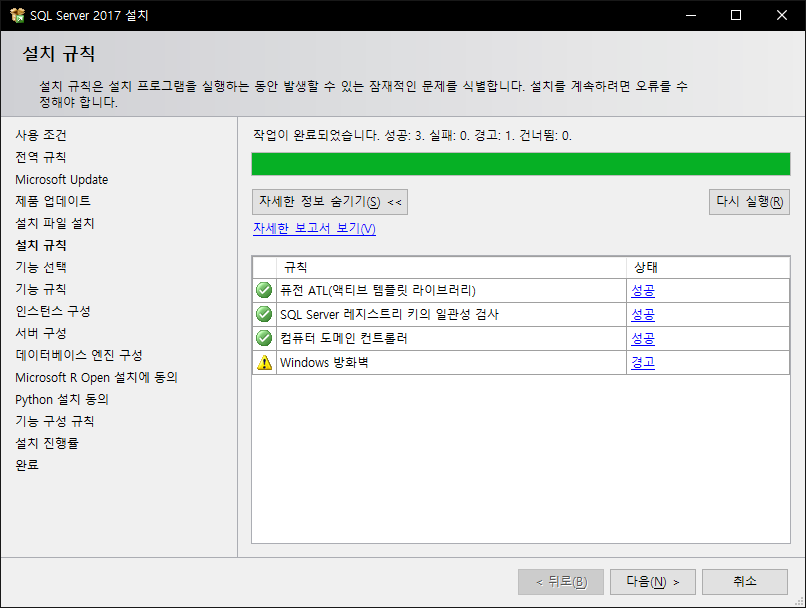 SQL Server 2017 설치
설치 규칙
설치 규칙은 설치 프로그램을 실행하는 동안 발생할 수 있는 잠재적인 문제를 식별합니다. 설치를 계속하려면 오류를 수
정해야 합니다.
사용 조건
전역 규칙
Microsoft Update
제품 업데이트
설치 파일 설치
설치 규칙
기능 선택
기능 규칙
인스턴스 구성
서버 구성
데이터베이스 엔진 구성
Microsoft R Open 설치에 동의
Python 설치 동의
기능 구성 규칙
설치 진행률
완료
작업이 완료되었습니다. 성공: 3. 실패: 0. 경고: 1. 건너뜀: 0.
자세한 정보 숨기기(S) << 다시 실행(R)
자세한 보고서 보기(V)
규칙 상태
퓨전 ATL(액티브 템플릿 라이브러리) 성공
SQL Server 레지스트리 키의 일관성 검사 성공
컴퓨터 도메인 컨트롤러 성공
Windows 방화벽 경고
< 뒤로(B) 다음(N) > 취소